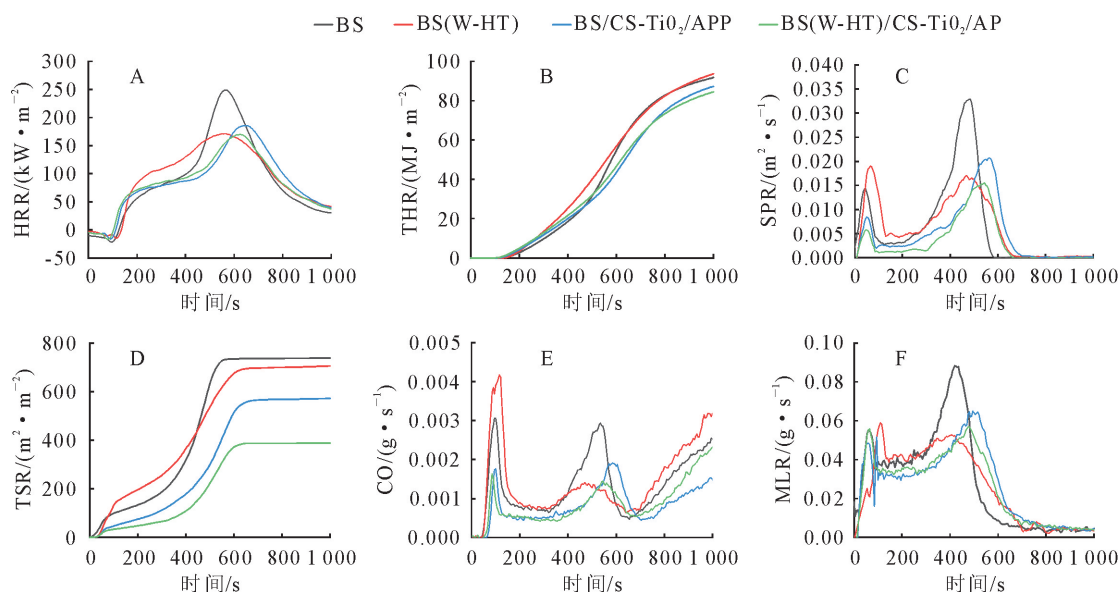 BS BS(W-HT) BS/CS-Ti0₂/APP BS(W-HT)/CS-Ti0₂/AP
A
HRR/(kW·m⁻²)
300
250
200
150
100
50
0
-50
0 200 400 600 800 1 000
时间/s
B
THR/(MJ·m⁻²)
100
80
60
40
20
0
0 200 400 600 800 1 000
时间/s
C
SPR/(m²·s⁻¹)
0.040
0.035
0.030
0.025
0.020
0.015
0.010
0.005
0.000
0 200 400 600 800 1 000
时间/s
D
TSR/(m²·m⁻²)
800
600
400
200
0
0 200 400 600 800 1 000
时间/s
E
CO/(g·s⁻¹)
0.005
0.004
0.003
0.002
0.001
0.000
0 200 400 600 800 1 000
时间/s
F
MLR/(g·s⁻¹)
0.10
0.08
0.06
0.04
0.02
0.00
0 200 400 600 800 1 000
时间/s